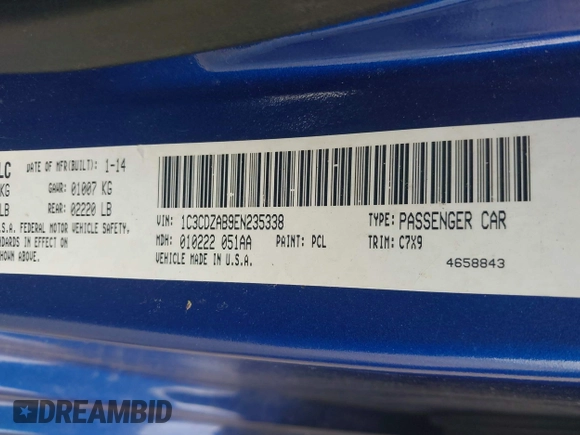 LC DATE OF MFR(BUILT): 1-14
KG GAWR: 01007 KG
LB REAR: 02220 LB
S.A. FEDERAL MOTOR VEHICLE SAFETY
NDARDS IN EFFECT ON
SHOWN ABOVE.
VIN: 1C3CDZAB9EN235338 TYPE: PASSENGER CAR
MDH: 010222 051AA PAINT: PCL TRIM: C7X9
VEHICLE MADE IN U.S.A.
4658843
DREAMBID